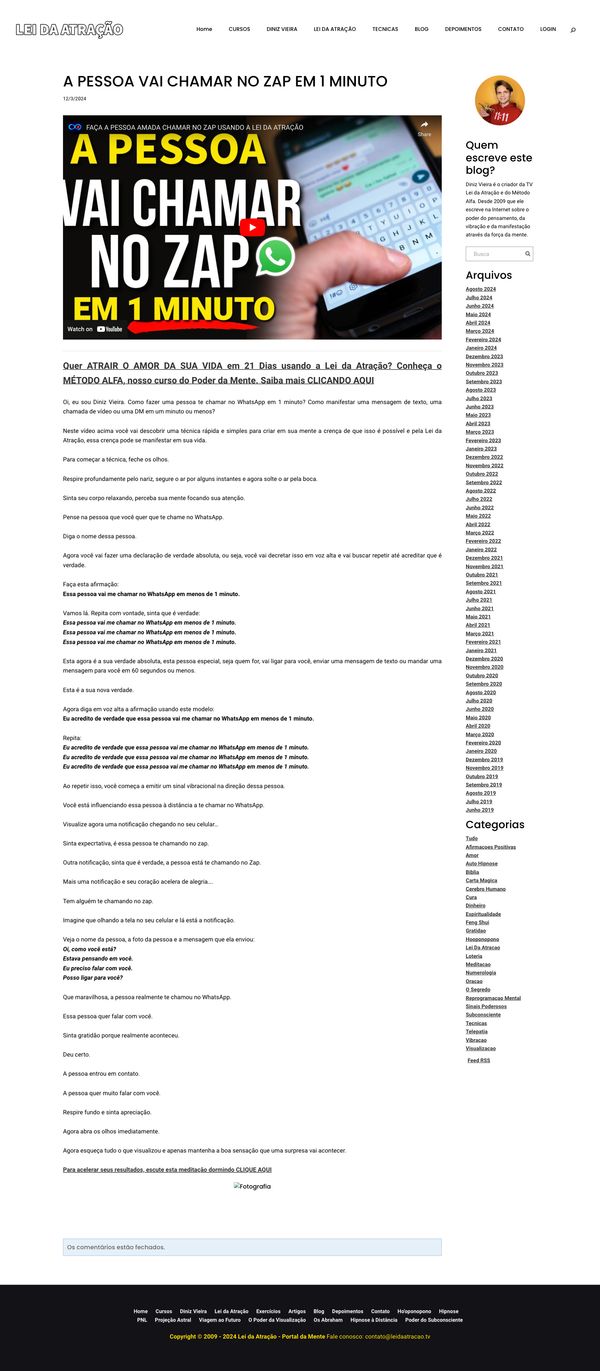 LEI DA ATRAÇÃO
Home CURSOS DINIZ VIEIRA LEI DA ATRAÇÃO TECNICAS BLOG DEPOIMENTOS CONTATO LOGIN
A PESSOA VAI CHAMAR NO ZAP EM 1 MINUTO
12/3/2024
FAÇA A PESSOA AMADA CHAMAR NO ZAP USANDO A LEI DA ATRAÇÃO
Share
A PESSOA
VAI CHAMAR
NO ZAP
EM 1 MINUTO
Watch on YouTube
Quer ATRAIR O AMOR DA SUA VIDA em 21 Dias usando a Lei da Atração? Conheça o
MÉTODO ALFA, nosso curso do Poder da Mente. Saiba mais CLICANDO AQUI
Oi, eu sou Diniz Vieira. Como fazer uma pessoa te chamar no WhatsApp em 1 minuto? Como manifestar uma mensagem de texto, uma
chamada de vídeo ou uma DM em um minuto ou menos?
Neste vídeo acima você vai descobrir uma técnica rápida e simples para criar em sua mente a crença de que isso é possível e pela Lei da
Atração, essa crença pode se manifestar em sua vida.
Para começar a técnica, feche os olhos.
Respire profundamente pelo nariz, segure o ar por alguns instantes e agora solte o ar pela boca.
Sinta seu corpo relaxando, perceba sua mente focando sua atenção.
Pense na pessoa que você quer que te chame no WhatsApp.
Diga o nome dessa pessoa.
Agora você vai fazer uma declaração de verdade absoluta, ou seja, você vai decretar isso em voz alta e vai buscar repetir até acreditar que é
verdade.
Faça esta afirmação:
Essa pessoa vai me chamar no WhatsApp em menos de 1 minuto.
Vamos lá. Repita com vontade, sinta que é verdade:
Essa pessoa vai me chamar no WhatsApp em menos de 1 minuto.
Essa pessoa vai me chamar no WhatsApp em menos de 1 minuto.
Essa pessoa vai me chamar no WhatsApp em menos de 1 minuto.
Esta agora é a sua verdade absoluta, esta pessoa especial, seja quem for, vai ligar para você, enviar uma mensagem de texto ou mandar uma
mensagem para você em 60 segundos ou menos.
Esta é a sua nova verdade.
Agora diga em voz alta a afirmação usando este modelo:
Eu acredito de verdade que essa pessoa vai me chamar no WhatsApp em menos de 1 minuto.
Repita:
Eu acredito de verdade que essa pessoa vai me chamar no WhatsApp em menos de 1 minuto.
Eu acredito de verdade que essa pessoa vai me chamar no WhatsApp em menos de 1 minuto.
Eu acredito de verdade que essa pessoa vai me chamar no WhatsApp em menos de 1 minuto.
Ao repetir isso, você começa a emitir um sinal vibracional na direção dessa pessoa.
Você está influenciando essa pessoa à distância a te chamar no WhatsApp.
Visualize agora uma notificação chegando no seu celular...
Sinta expecrtativa, é essa pessoa te chamando no zap.
Outra notificação, sinta que é verdade, a pessoa está te chamando no Zap.
Mais uma notificação e seu coração acelera de alegria....
Tem alguém te chamando no zap.
Imagine que olhando a tela no seu celular e lá está a notificação.
Veja o nome da pessoa, a foto da pessoa e a mensagem que ela enviou:
Oi, como você está?
Estava pensando em você.
Eu preciso falar com você.
Posso ligar para você?
Que maravilhosa, a pessoa realmente te chamou no WhatsApp.
Essa pessoa quer falar com você.
Sinta gratidão porque realmente aconteceu.
Deu certo.
A pessoa entrou em contato.
A pessoa quer muito falar com você.
Respire fundo e sinta apreciação.
Agora abra os olhos imediatamente.
Agora esqueça tudo o que visualizou e apenas mantenha a boa sensação que uma surpresa vai acontecer.
Para acelerar seus resultados, escute esta meditação dormindo CLIQUE AQUI
Fotografia
Os comentários estão fechados.
11:11
Quem
escreve este
blog?
Diniz Vieira é o criador da TV
Lei da Atração e do Método
Alfa. Desde 2009 que ele
escreve na Internet sobre o
poder do pensamento, da
vibração e da manifestação
através da força da mente.
Busca
Arquivos
Agosto 2024
Julho 2024
Junho 2024
Maio 2024
Abril 2024
Março 2024
Fevereiro 2024
Janeiro 2024
Dezembro 2023
Novembro 2023
Outubro 2023
Setembro 2023
Agosto 2023
Julho 2023
Junho 2023
Maio 2023
Abril 2023
Março 2023
Fevereiro 2023
Janeiro 2023
Dezembro 2022
Novembro 2022
Outubro 2022
Setembro 2022
Agosto 2022
Julho 2022
Junho 2022
Maio 2022
Abril 2022
Março 2022
Fevereiro 2022
Janeiro 2022
Dezembro 2021
Novembro 2021
Outubro 2021
Setembro 2021
Agosto 2021
Julho 2021
Junho 2021
Maio 2021
Abril 2021
Março 2021
Fevereiro 2021
Janeiro 2021
Dezembro 2020
Novembro 2020
Outubro 2020
Setembro 2020
Agosto 2020
Julho 2020
Junho 2020
Maio 2020
Abril 2020
Março 2020
Fevereiro 2020
Janeiro 2020
Dezembro 2019
Novembro 2019
Outubro 2019
Setembro 2019
Agosto 2019
Julho 2019
Junho 2019
Categorias
Tudo
Afirmacoes Positivas
Amor
Auto Hipnose
Biblia
Carta Magica
Cerebro Humano
Cura
Dinheiro
Espiritualidade
Feng Shui
Gratidao
Hooponopono
Lei Da Atracao
Loteria
Meditacao
Numerologia
Oracao
O Segredo
Reprogramacao Mental
Sinais Poderosos
Subconsciente
Tecnicas
Telepatia
Vibracao
Visualizacao
Feed RSS
Home Cursos Diniz Vieira Lei da Atração Exercícios Artigos Blog Depoimentos Contato Ho'oponopono Hipnose
PNL Projeção Astral Viagem ao Futuro O Poder da Visualização Os Abraham Hipnose à Distância Poder do Subconsciente
Copyright © 2009 - 2024 Lei da Atração - Portal da Mente Fale conosco: contato@leidaatracao.tv